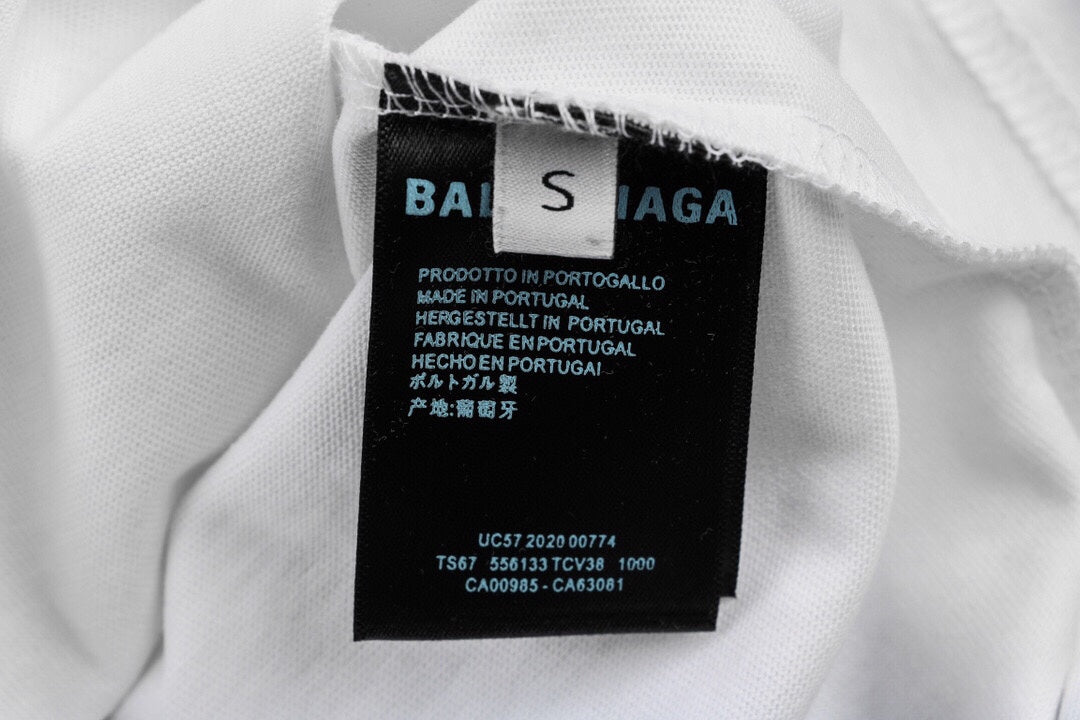 BAL IAGA
S
PRODOTTO IN PORTOGALLO
MADE IN PORTUGAL
HERGESTELLT IN PORTUGAL
FABRIQUE EN PORTUGAL
HECHO EN PORTUGAl
ポルトガル製
产地:葡萄牙
UC57 2020 00774
TS67 556133 TCV38 1000
CA00985 - CA63081